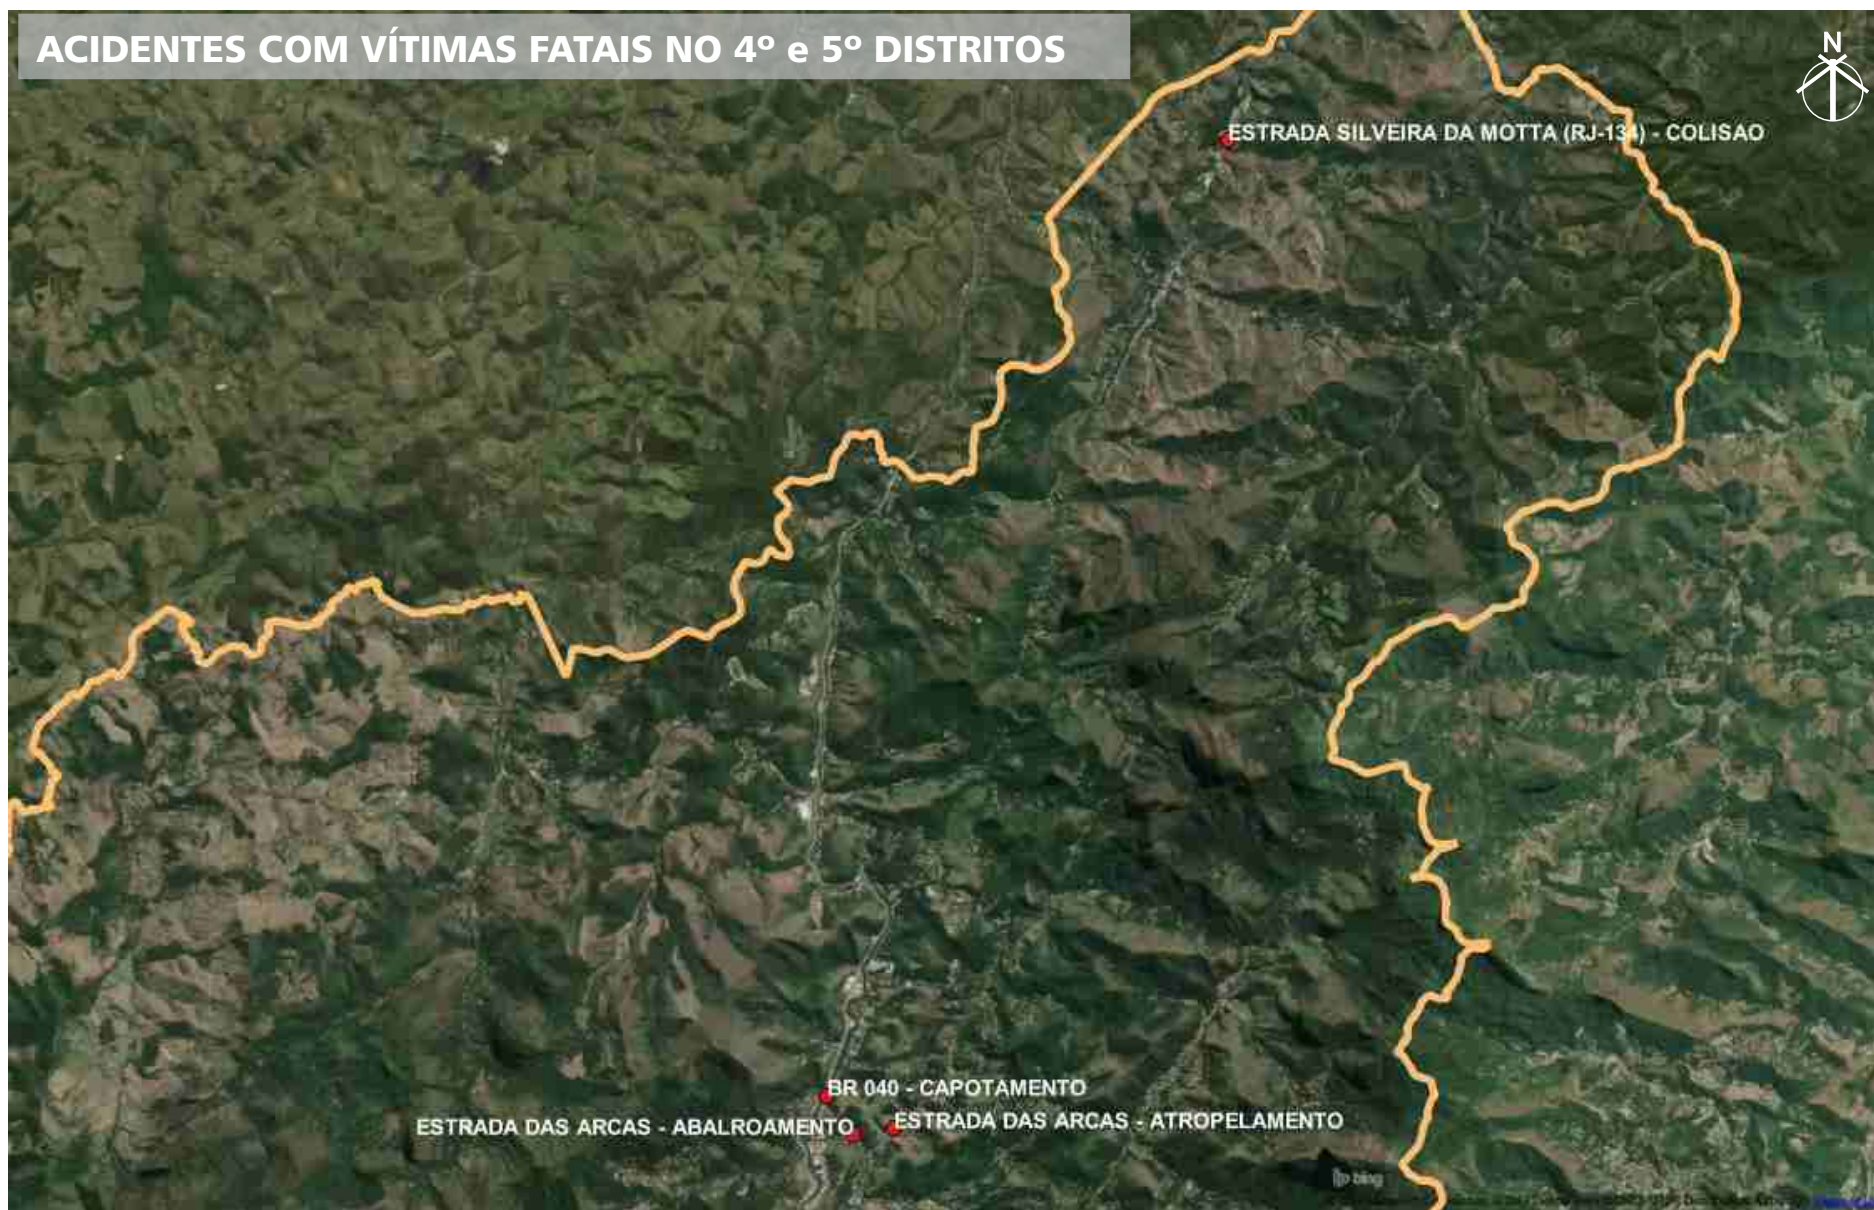 ACIDENTES COM VÍTIMAS FATAIS NO 4º e 5º DISTRITOS
N
ESTRADA SILVEIRA DA MOTTA (RJ-134) - COLISAO
BR 040 - CAPOTAMENTO
ESTRADA DAS ARCAS - ABALROAMENTO
ESTRADA DAS ARCAS - ATROPELAMENTO
bing